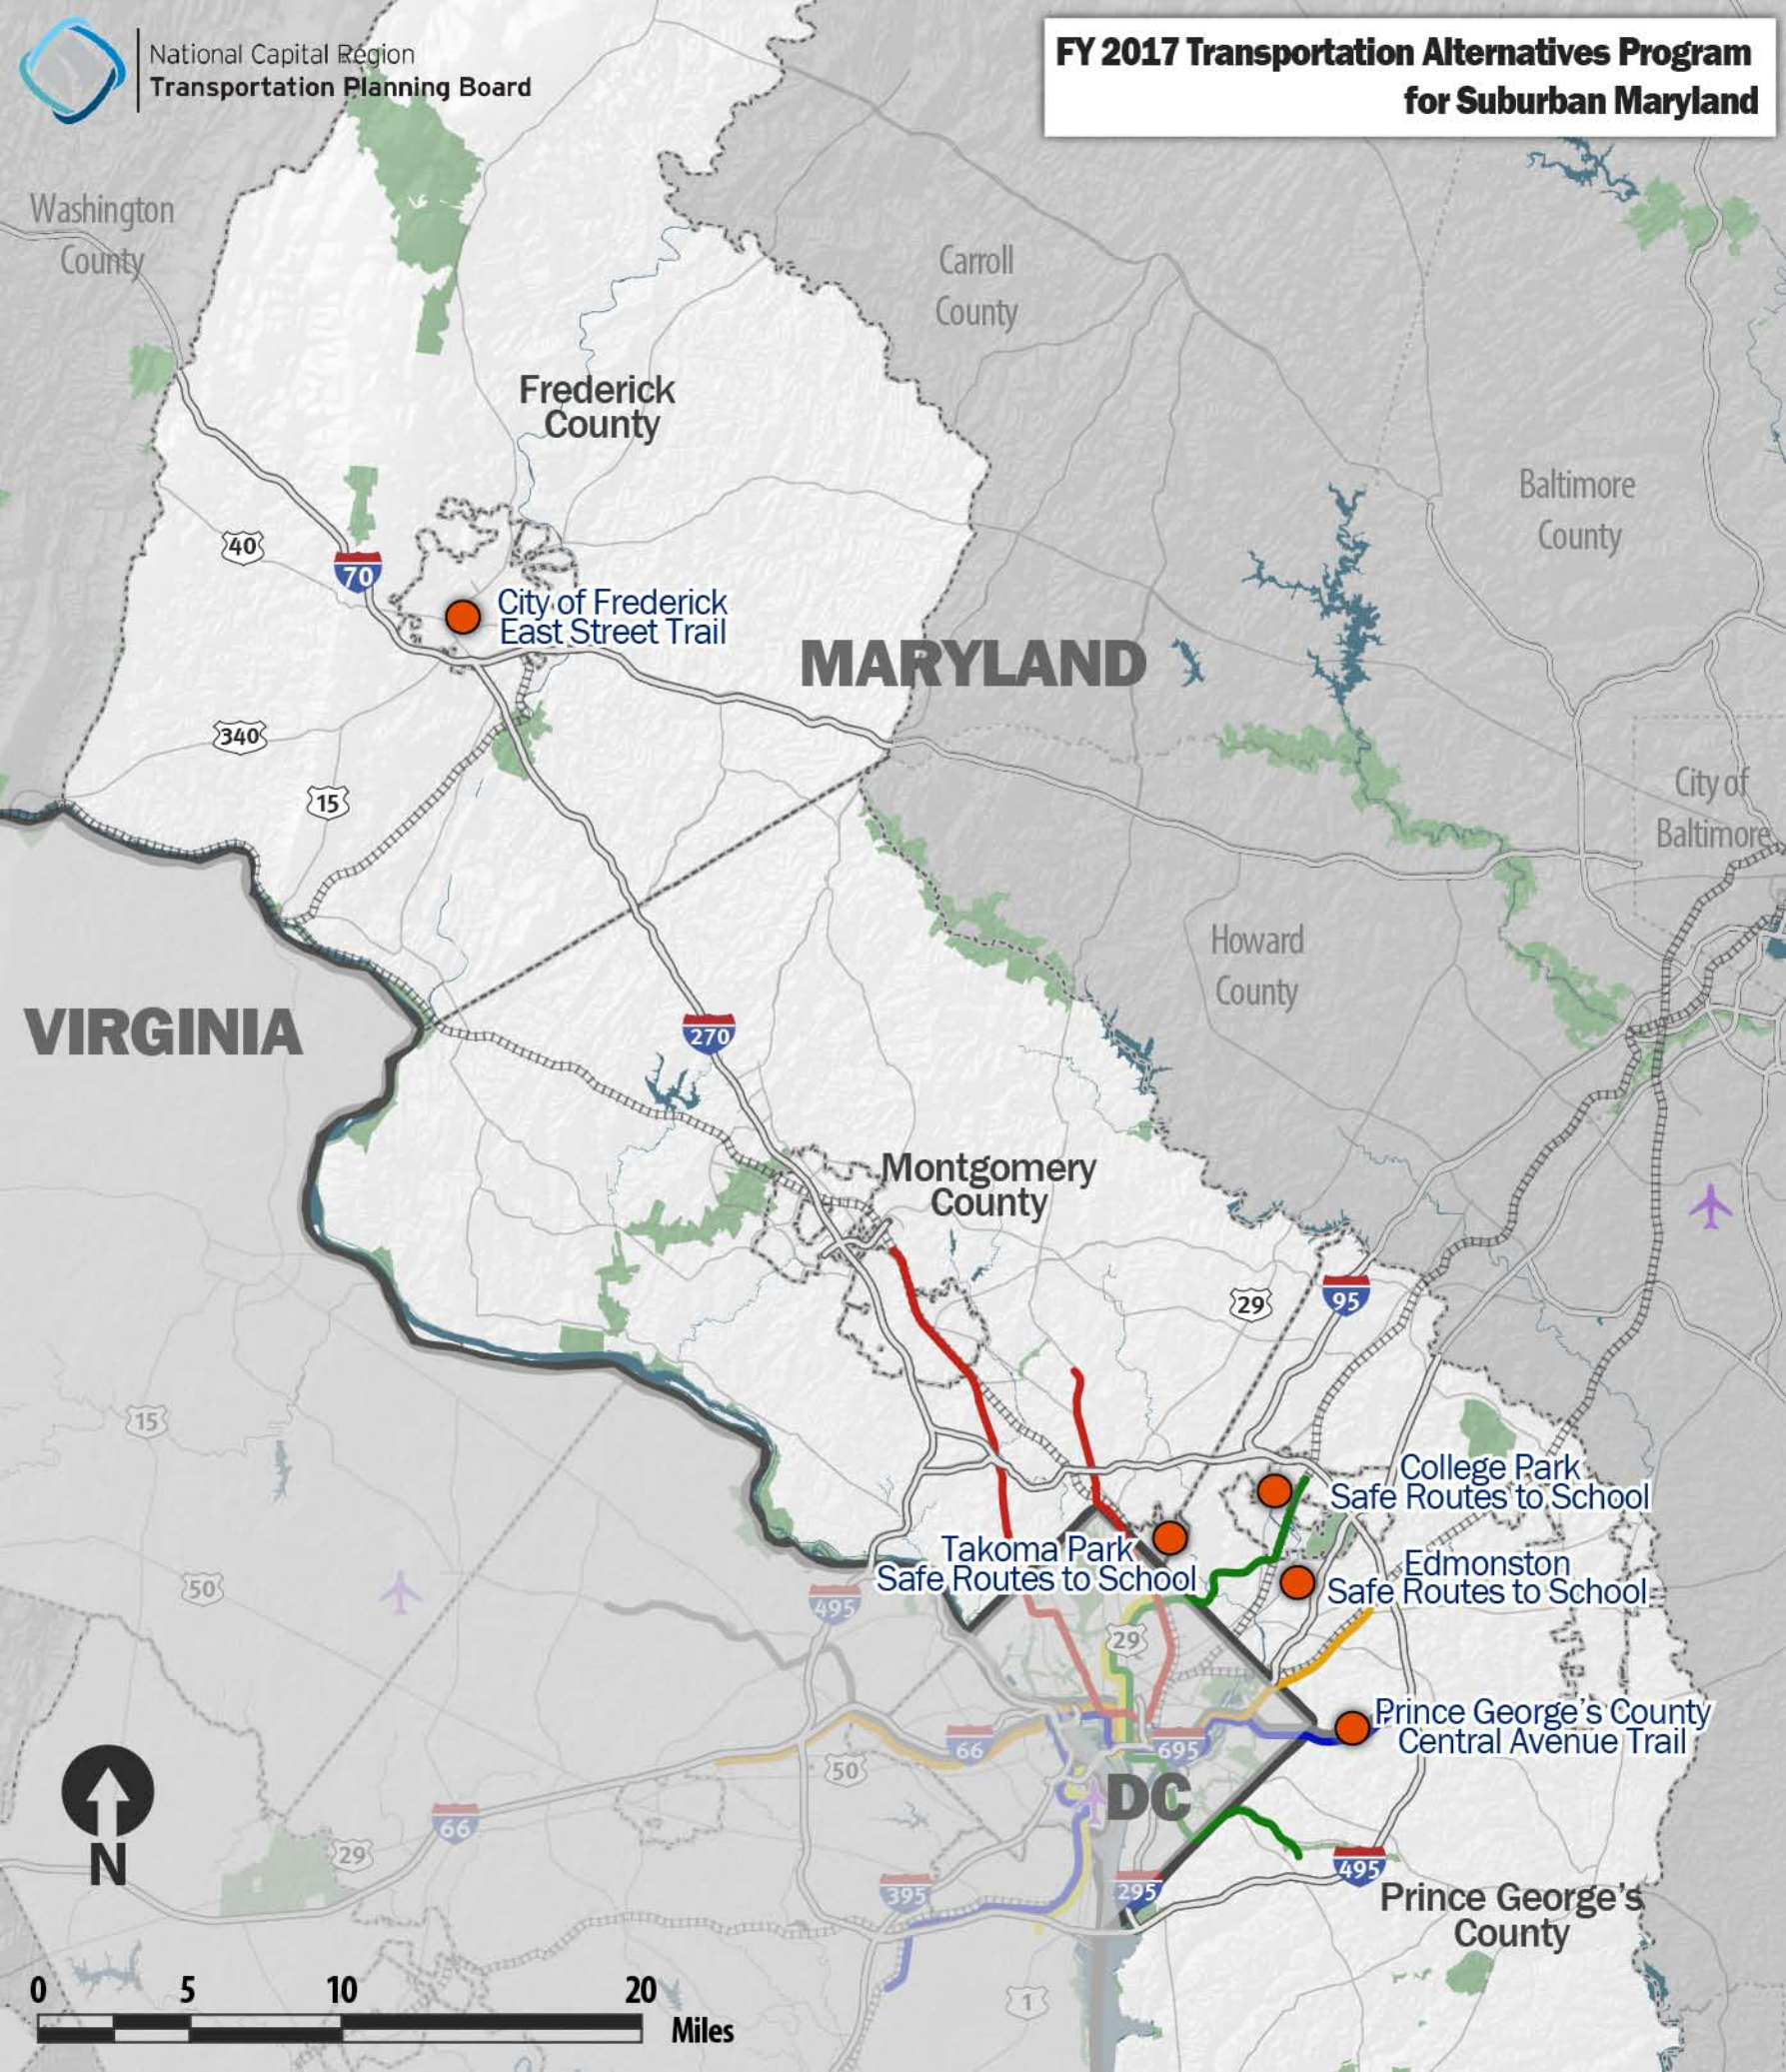 National Capital Region
Transportation Planning Board
FY 2017 Transportation Alternatives Program
for Suburban Maryland
Washington
County
Carroll
County
Frederick
County
Baltimore
County
40
70
City of Frederick
East Street Trail
MARYLAND
340
15
City of
Baltimore
Howard
County
VIRGINIA
270
Montgomery
County
29
95
15
College Park
Safe Routes to School
Takoma Park
Safe Routes to School
Edmonston
Safe Routes to School
50
495
29
Prince George's County
Central Avenue Trail
66
695
50
DC
66
29
495
395
295
Prince George's
County
N
1
0 5 10 20
Miles